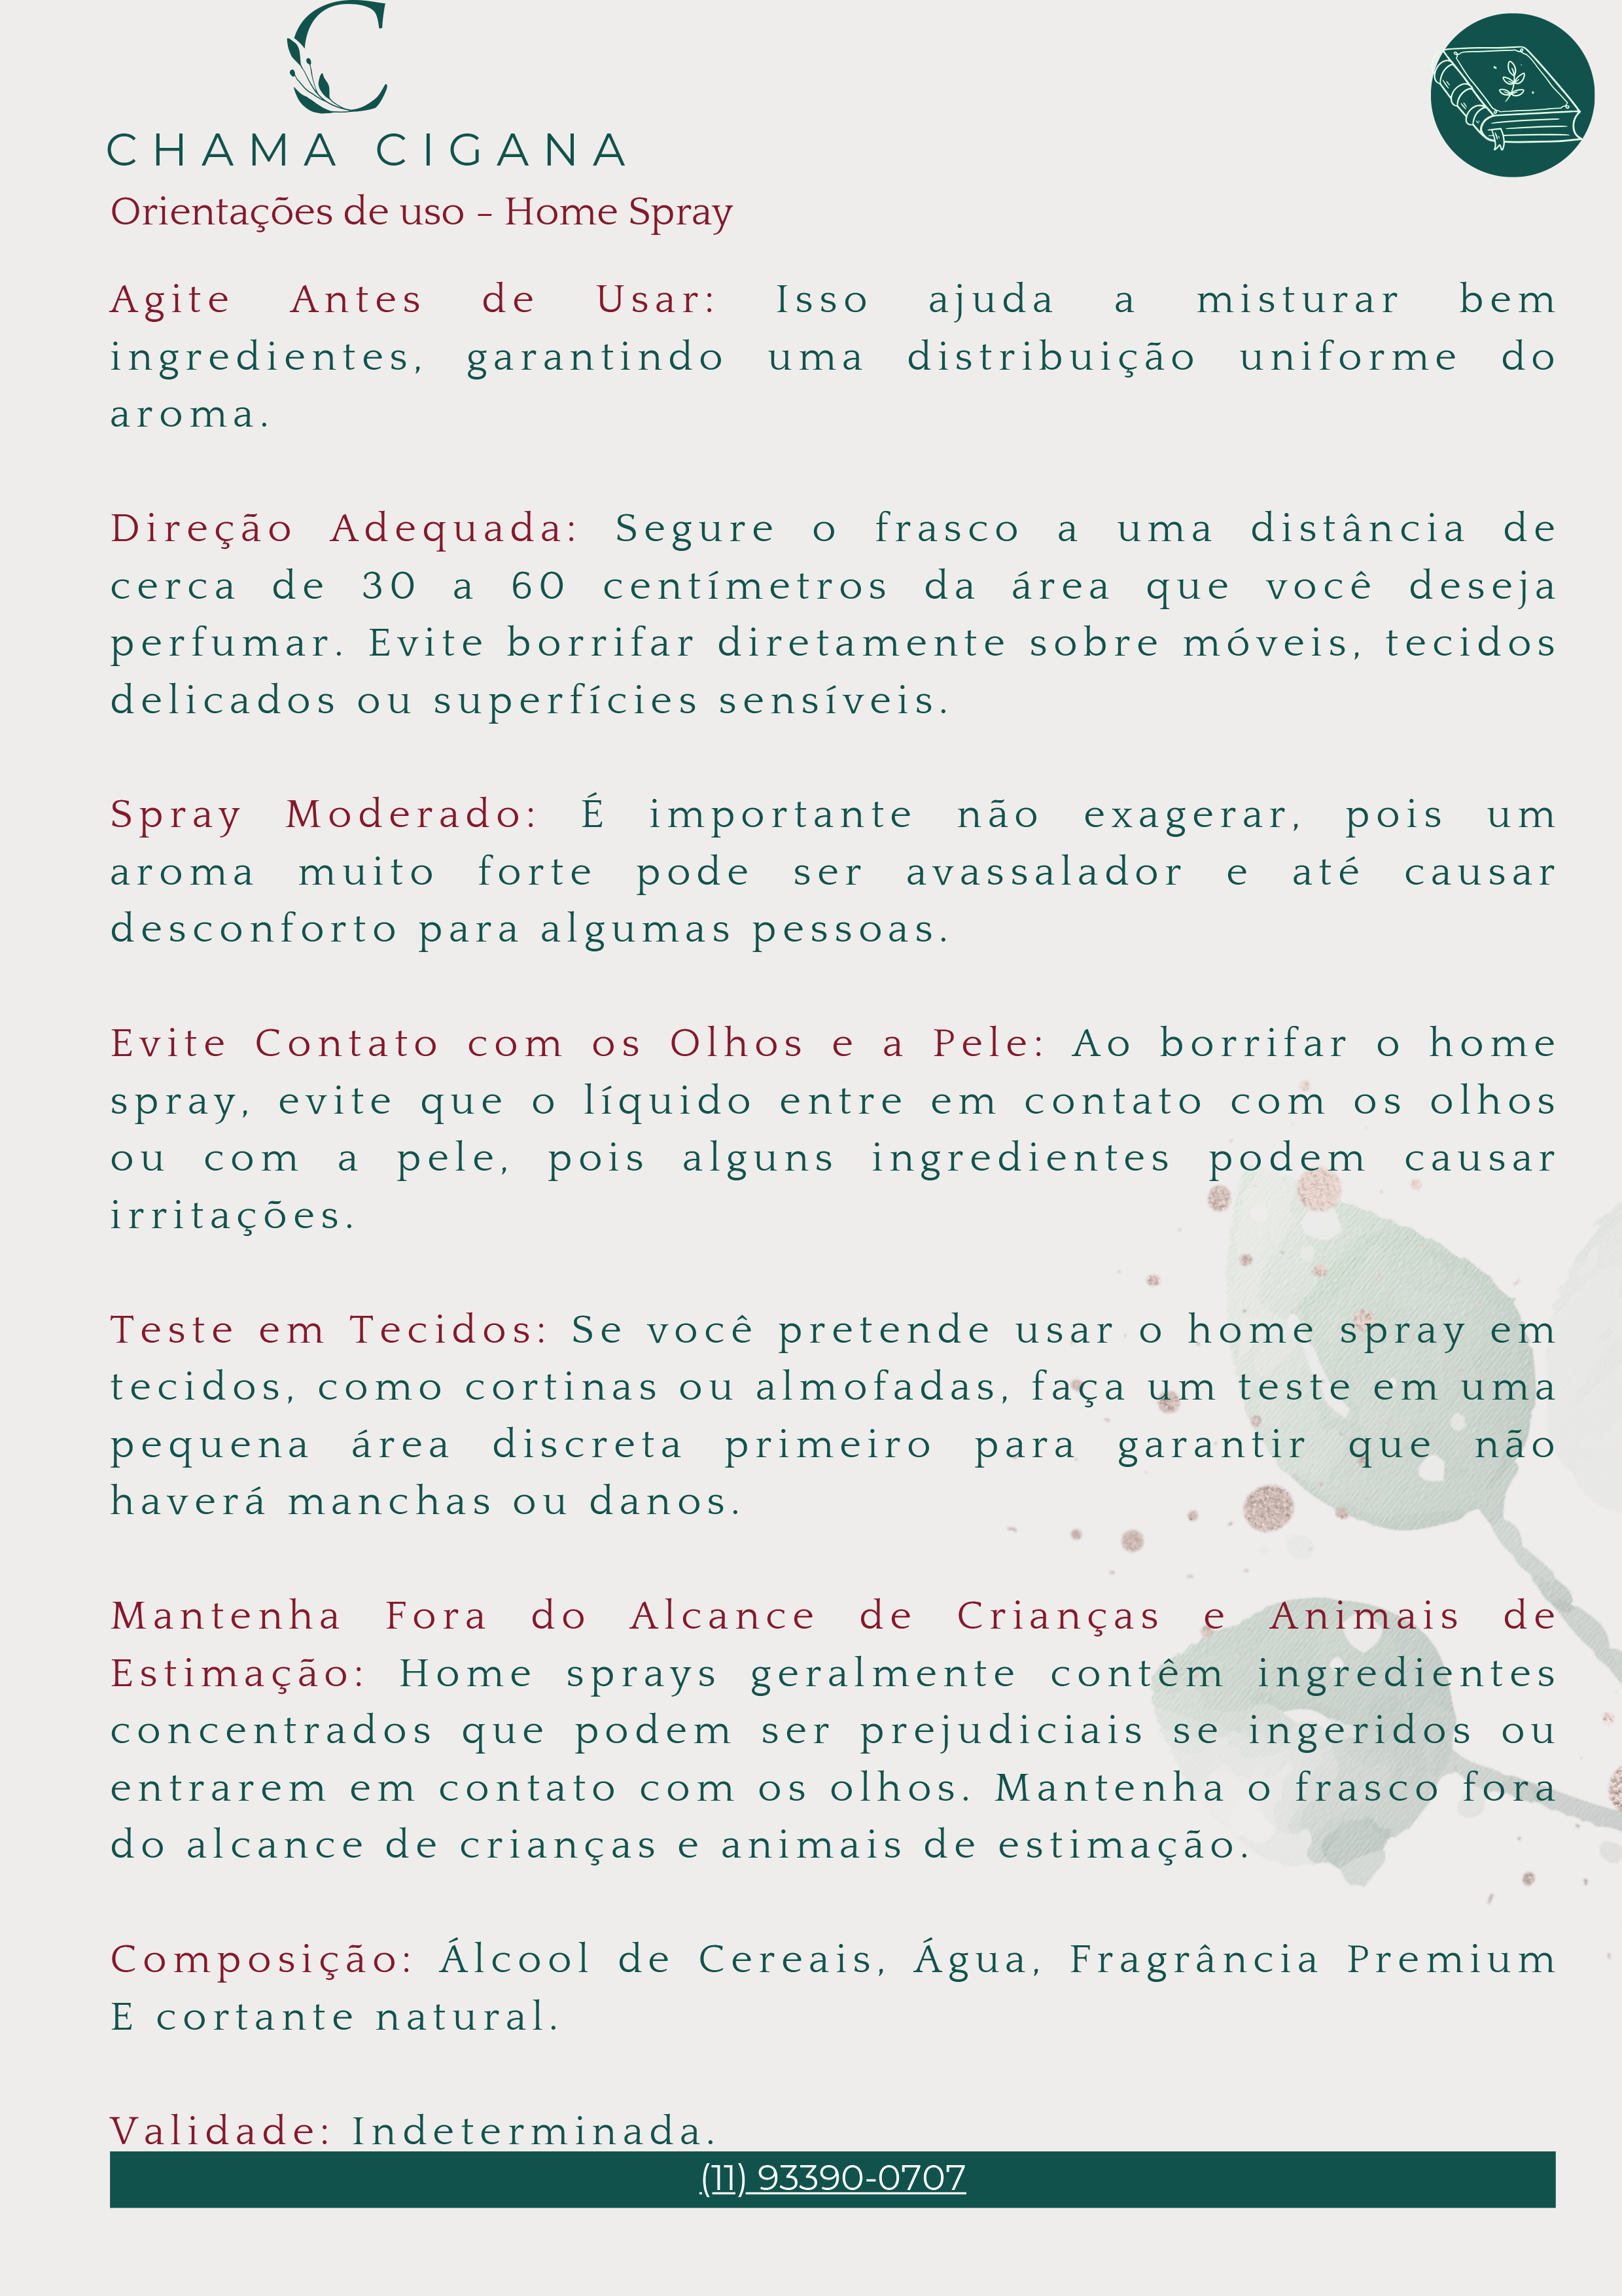 C
CHAMA CIGANA
Orientações de uso - Home Spray
Agite Antes de Usar: Isso ajuda a misturar bem
ingredientes, garantindo uma distribuição uniforme do
aroma.
Direção Adequada: Segure o frasco a uma distância de
cerca de 30 a 60 centímetros da área que você deseja
perfumar. Evite borrifar diretamente sobre móveis, tecidos
delicados ou superfícies sensíveis.
Spray Moderado: É importante não exagerar, pois um
aroma muito forte pode ser avassalador e até causar
desconforto para algumas pessoas.
Evite Contato com os Olhos e a Pele: Ao borrifar o home
spray, evite que o líquido entre em contato com os olhos
ou com a pele, pois alguns ingredientes podem causar
irritações.
Teste em Tecidos: Se você pretende usar o home spray em
tecidos, como cortinas ou almofadas, faça um teste em uma
pequena área discreta primeiro para garantir que não
haverá manchas ou danos.
Mantenha Fora do Alcance de Crianças e Animais de
Estimação: Home sprays geralmente contêm ingredientes
concentrados que podem ser prejudiciais se ingeridos ou
entrarem em contato com os olhos. Mantenha o frasco fora
do alcance de crianças e animais de estimação.
Composição: Álcool de Cereais, Água, Fragrância Premium
E cortante natural.
Validade: Indeterminada.
(11) 93390-0707